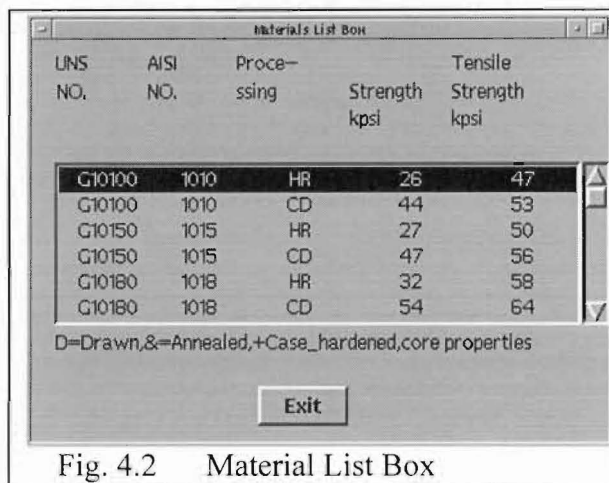 Materials List Box
UNS AISI Proce- Tensile
NO. NO. ssing Strength Strength
kpsi kpsi
G10100 1010 HR 26 47
G10100 1010 CD 44 53
G10150 1015 HR 27 50
G10150 1015 CD 47 56
G10180 1018 HR 32 58
G10180 1018 CD 54 64
D=Drawn,&=Annealed,+Case_hardened,core properties
Exit
Fig. 4.2 Material List Box